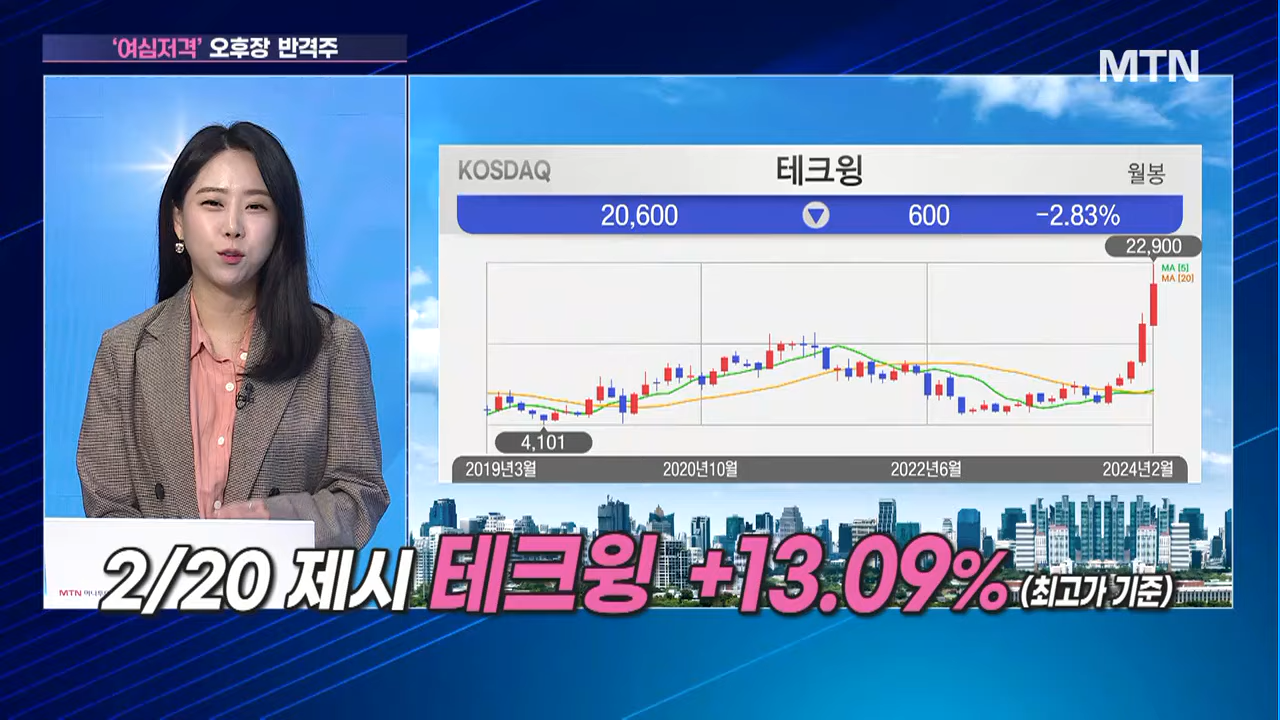 '여심저격' 오후장 반격주
MTN
KOSDAQ 테크윙 월봉
20,600 600 -2.83%
22,900
MA [5]
MA [20]
4,101
2019년3월 2020년10월 2022년6월 2024년2월
MTN
2/20 제시 테크윙 +13.09% (최고가 기준)